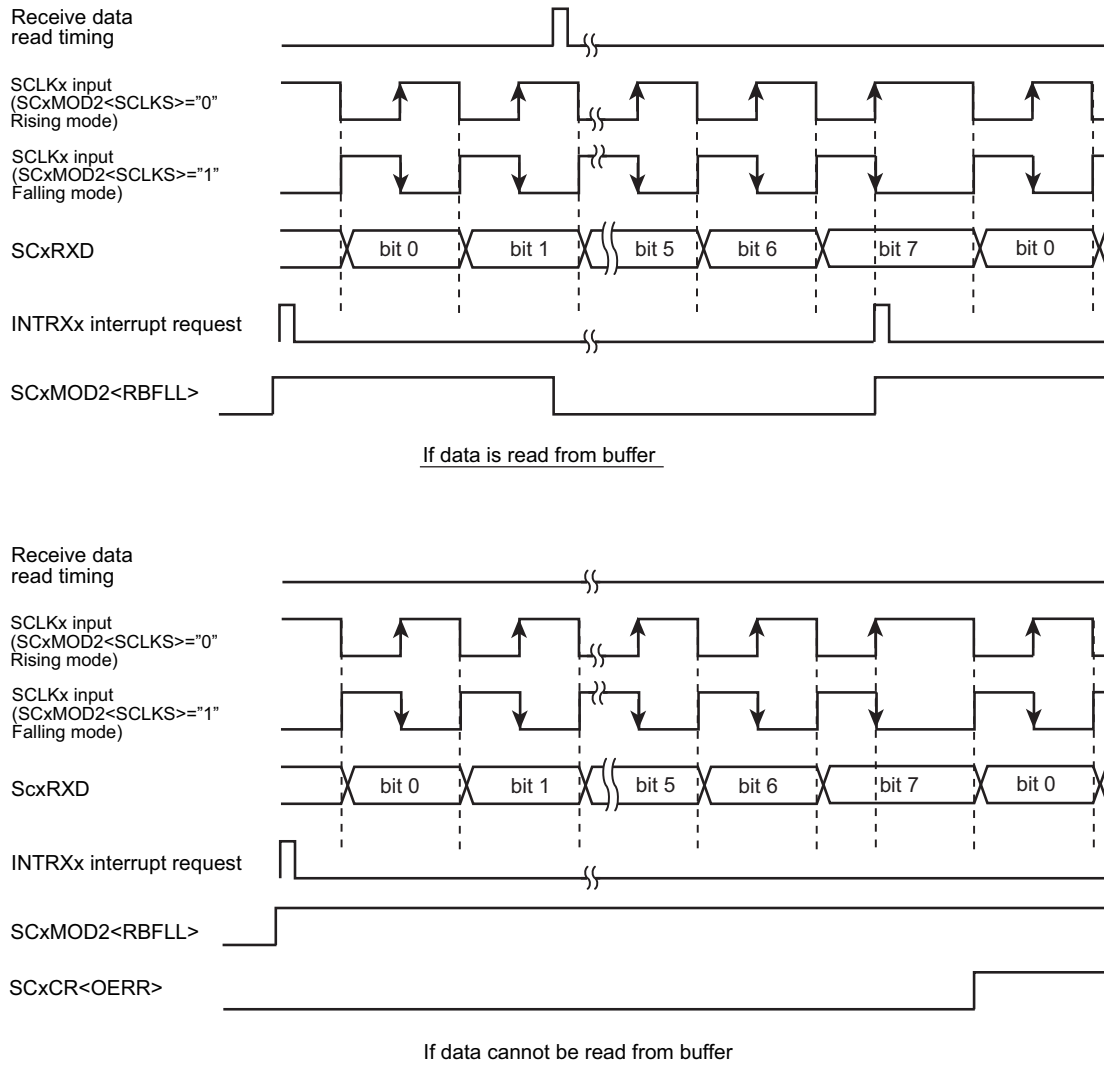 Receive data
read timing
SCLKx input
(SCxMOD2<SCLKS>="0"
Rising mode)
SCLKx input
(SCxMOD2<SCLKS>="1"
Falling mode)
SCxRXD
bit 0 bit 1 bit 5 bit 6 bit 7 bit 0
INTRXx interrupt request
SCxMOD2<RBFLL>
If data is read from buffer
Receive data
read timing
SCLKx input
(SCxMOD2<SCLKS>="0"
Rising mode)
SCLKx input
(SCxMOD2<SCLKS>="1"
Falling mode)
ScxRXD
bit 0 bit 1 bit 5 bit 6 bit 7 bit 0
INTRXx interrupt request
SCxMOD2<RBFLL>
SCxCR<OERR>
If data cannot be read from buffer